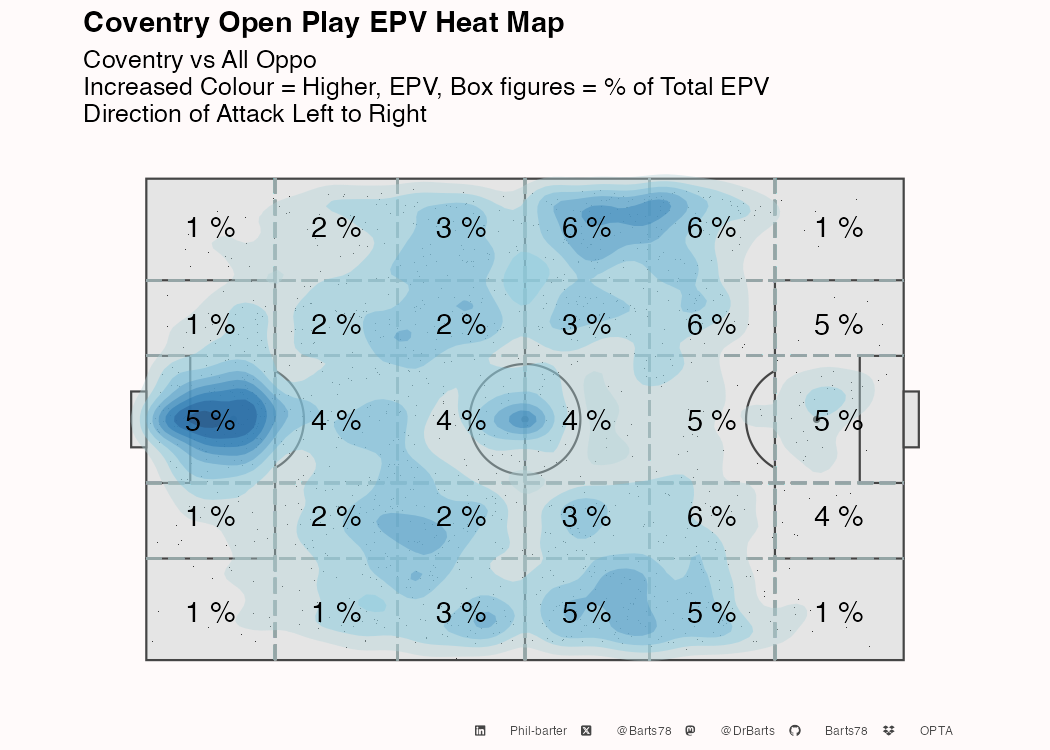 Coventry Open Play EPV Heat Map
Coventry vs All Oppo
Increased Colour = Higher, EPV, Box figures = % of Total EPV
Direction of Attack Left to Right
1 % 2 % 3 % 6 % 6 % 1 %
1 % 2 % 2 % 3 % 6 % 5 %
5 % 4 % 4 % 4 % 5 % 5 %
1 % 2 % 2 % 3 % 6 % 4 %
1 % 1 % 3 % 5 % 5 % 1 %
Phil-barter @Barts78 @DrBarts Barts78 OPTA